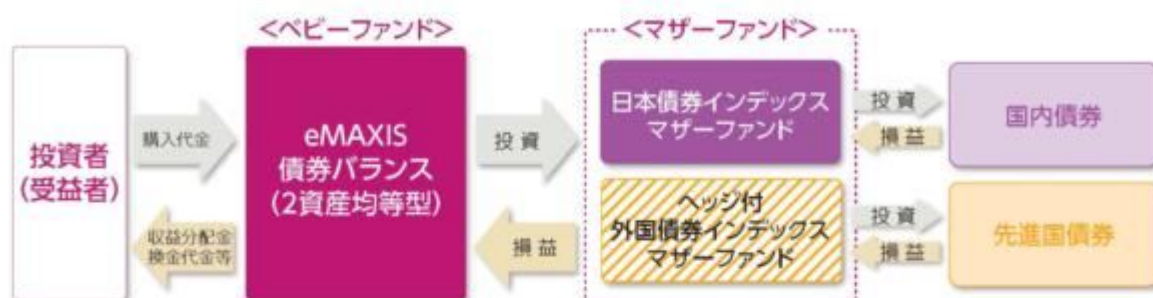 ＜ベビーファンド＞
＜マザーファンド＞
投資者
(受益者)
購入代金
収益分配金
換金代金等
eMAXIS
債券バランス
(2資産均等型)
投資
損益
日本債券インデックス
マザーファンド
投資
損益
国内債券
ヘッジ付
外国債券インデックス
マザーファンド
投資
損益
先進国債券